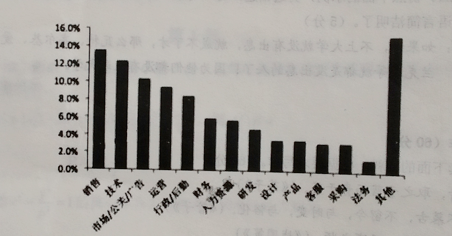 16.0%
14.0%
12.0%
10.0%
8.0%
6.0%
4.0%
2.0%
0.0%
销售
技术
市场/公关/广告
运营
行政/后勤
财务
人力资源
研发
设计
产品
客服
采购
法务
其他